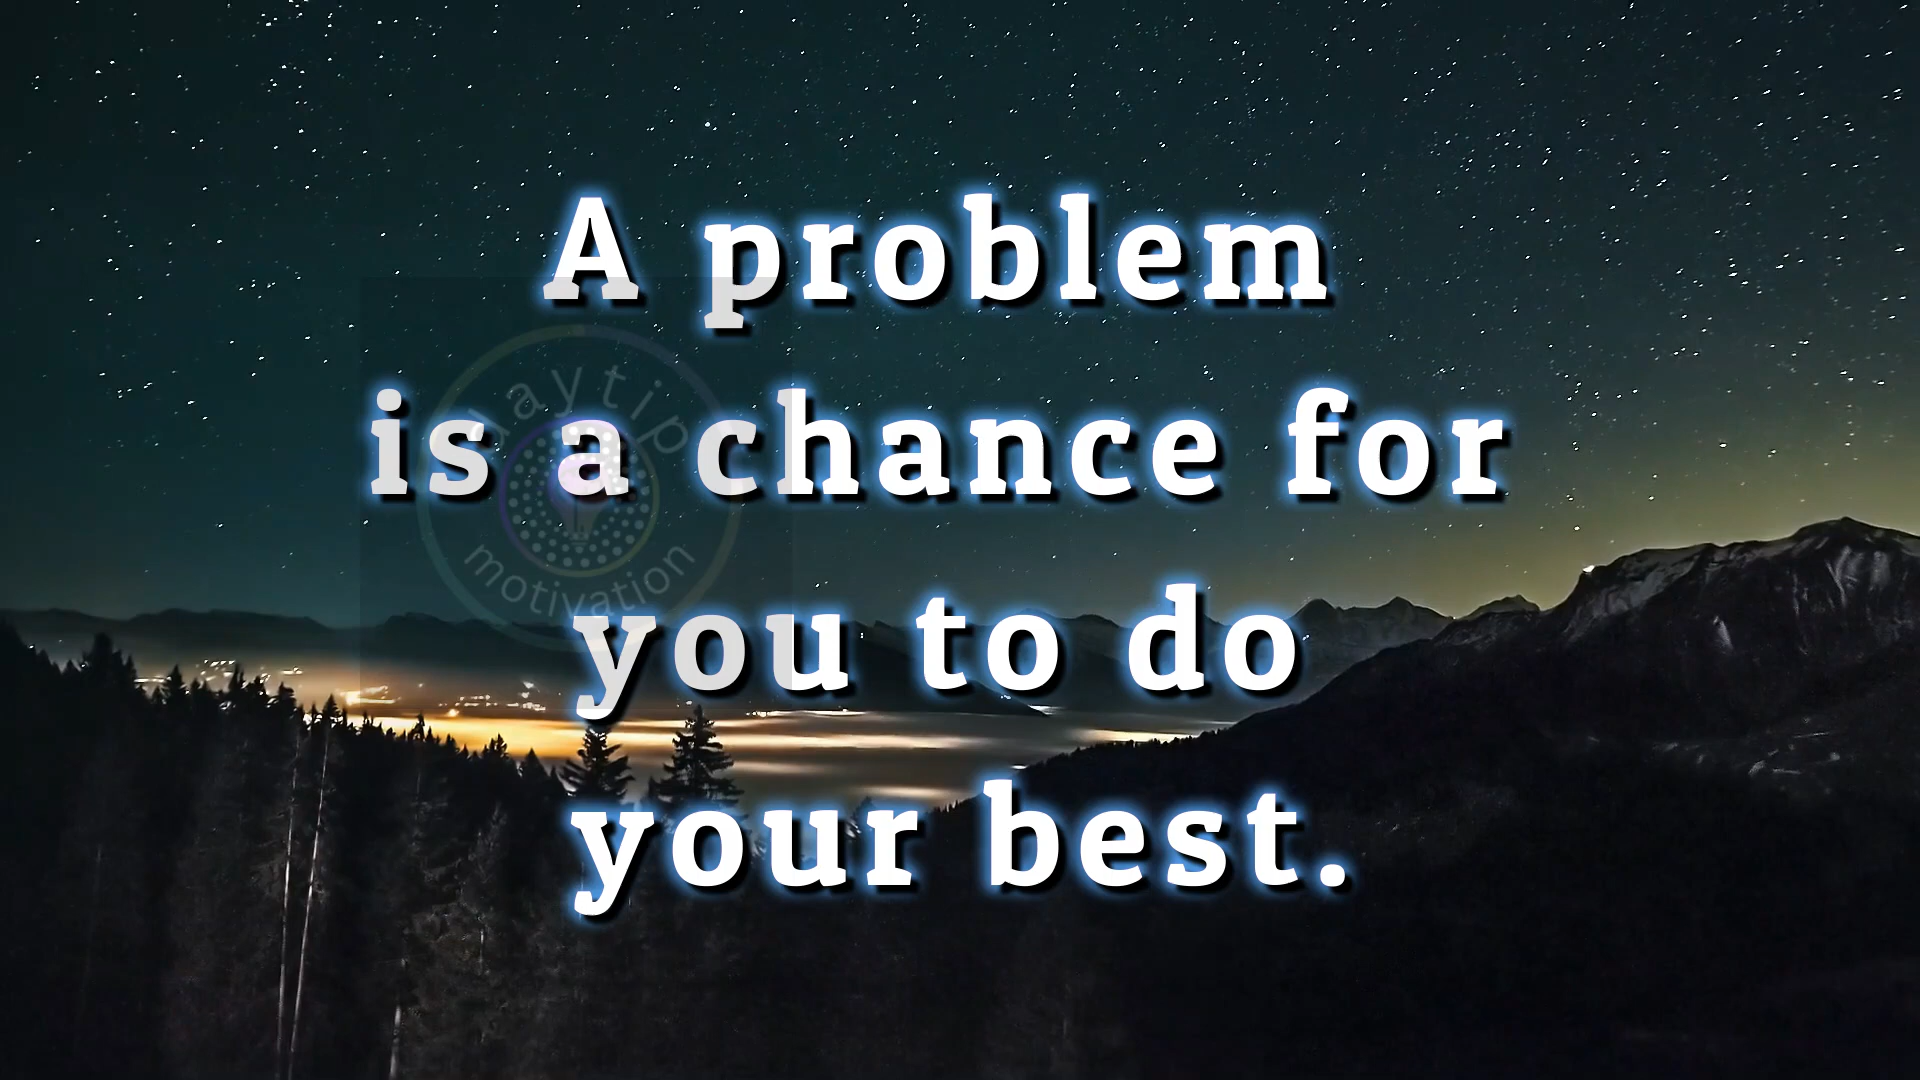 A problem
is a chance for
you to do
your best.
motivation